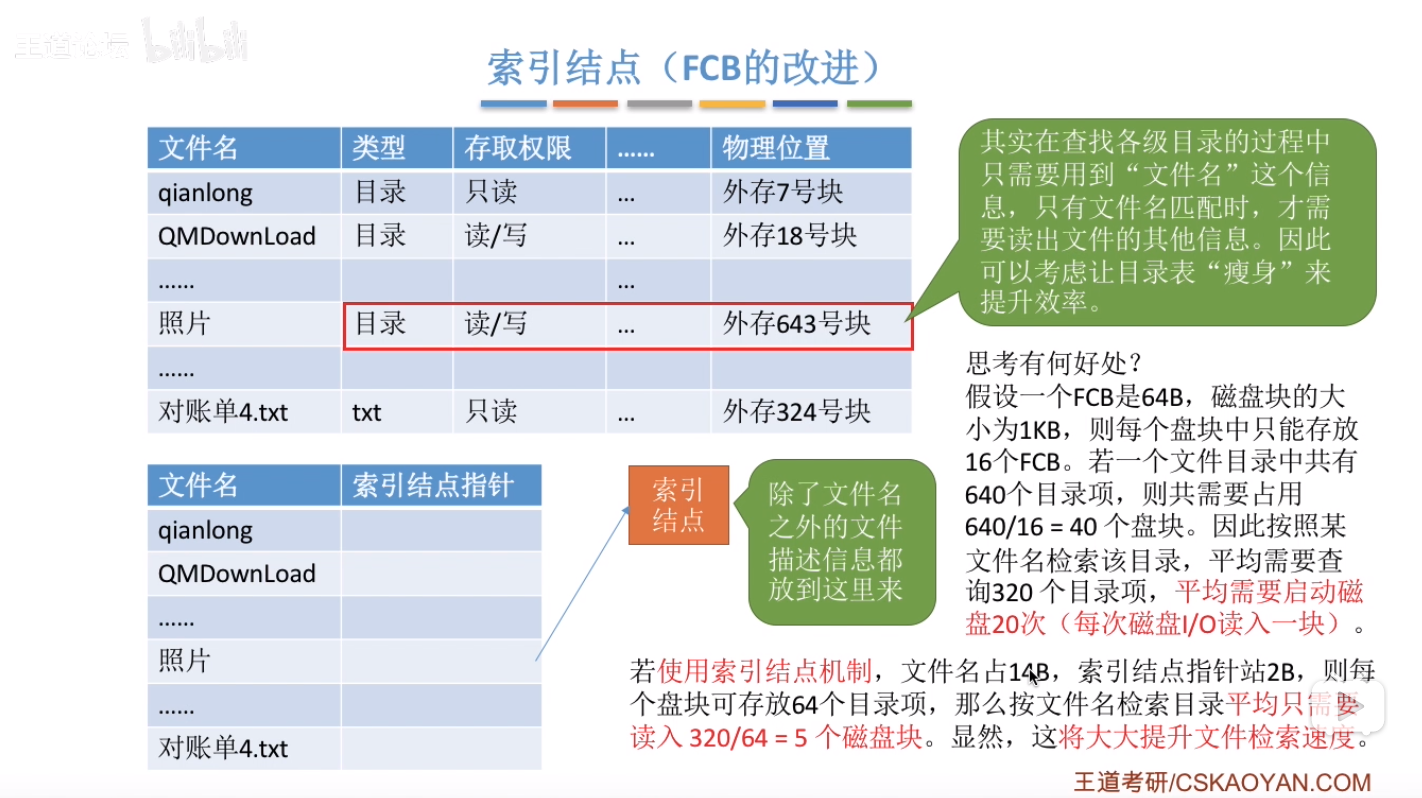 王道论坛 bilibili
索引结点（FCB的改进）
文件名 类型 存取权限 …… 物理位置
qianlong 目录 只读 … 外存7号块
QMDownLoad 目录 读/写 … 外存18号块
…… …
照片 目录 读/写 … 外存643号块
……
对账单4.txt txt 只读 … 外存324号块
其实在查找各级目录的过程中
只需要用到“文件名”这个信
息，只有文件名匹配时，才需
要读出文件的其他信息。因此
可以考虑让目录表“瘦身”来
提升效率。
文件名 索引结点指针
qianlong
QMDownLoad
……
照片
……
对账单4.txt
索引
结点
除了文件名
之外的文件
描述信息都
放到这里来
思考有何好处？
假设一个FCB是64B，磁盘块的大
小为1KB，则每个盘块中只能存放
16个FCB。若一个文件目录中共有
640个目录项，则共需要占用
640/16 = 40 个盘块。因此按照某
文件名检索该目录，平均需要查
询320 个目录项，平均需要启动磁
盘20次（每次磁盘I/O读入一块）。
若使用索引结点机制，文件名占14B，索引结点指针站2B，则每
个盘块可存放64个目录项，那么按文件名检索目录平均只需要
读入 320/64 = 5 个磁盘块。显然，这将大大提升文件检索速度。
王道考研/CSKAOYAN.COM